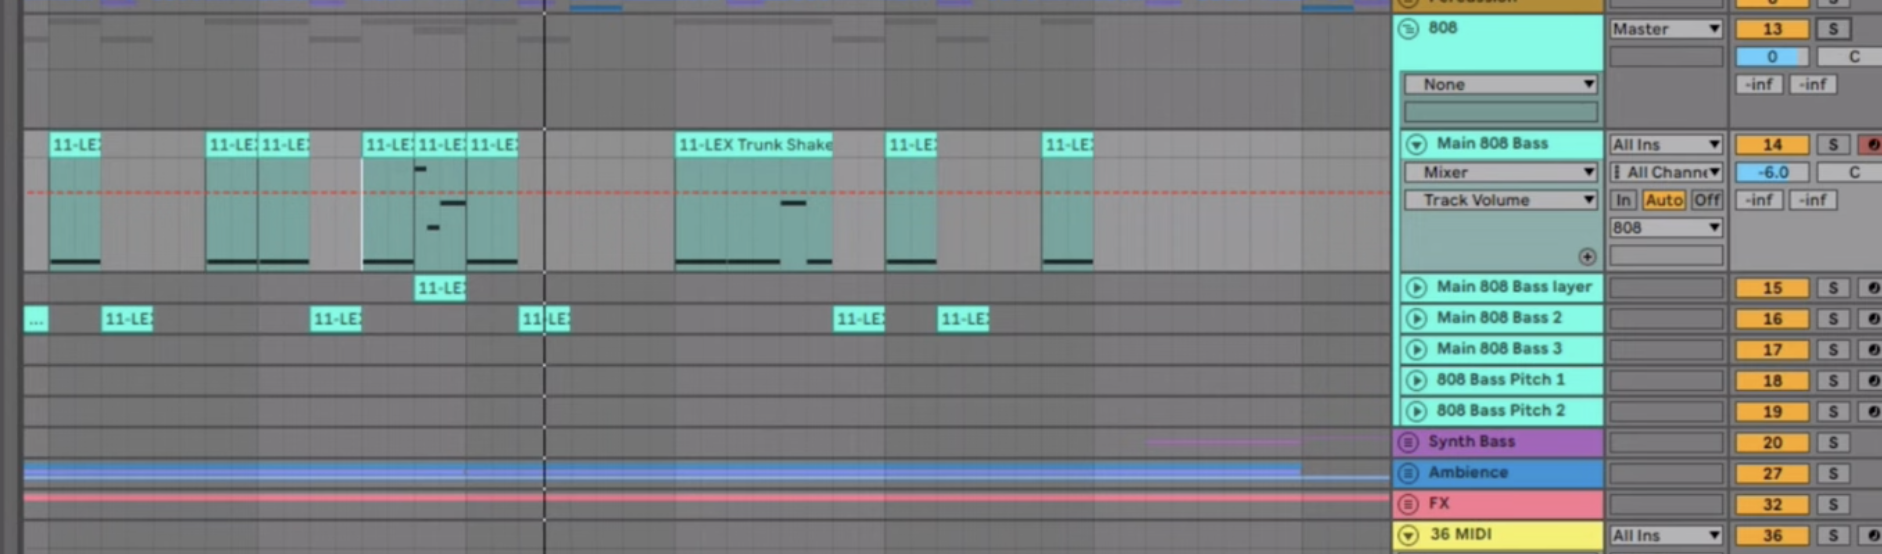 Percussion
808 Master 13 S
0 C
None -inf -inf
11-LE 11-LE 11-LE 11-LE 11-LE 11-LE 11-LEX Trunk Shake 11-LE 11-LE Main 808 Bass All Ins 14 S
Mixer All Channe -6.0 C
Track Volume In Auto Off -inf -inf
808
11-LE Main 808 Bass layer 15 S
... 11-LE 11-LE 11-LE 11-LE 11-LE Main 808 Bass 2 16 S
Main 808 Bass 3 17 S
808 Bass Pitch 1 18 S
808 Bass Pitch 2 19 S
Synth Bass 20 S
Ambience 27 S
FX 32 S
36 MIDI All Ins 36 S